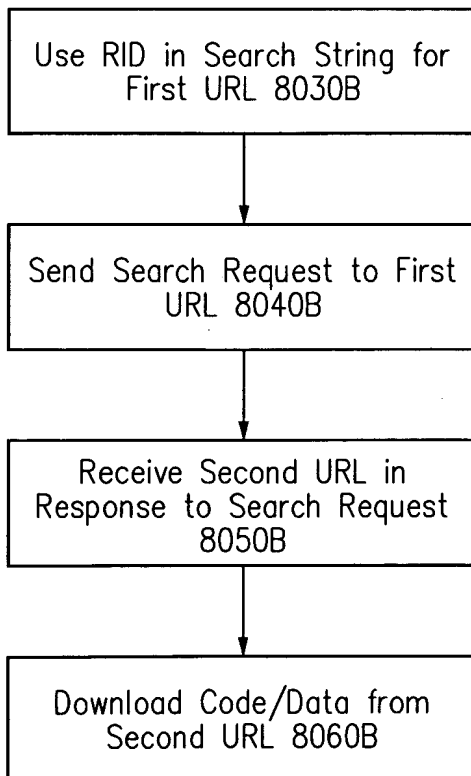 Use RID in Search String for
First URL 8030B
Send Search Request to First
URL 8040B
Receive Second URL in
Response to Search Request
8050B
Download Code/Data from
Second URL 8060B